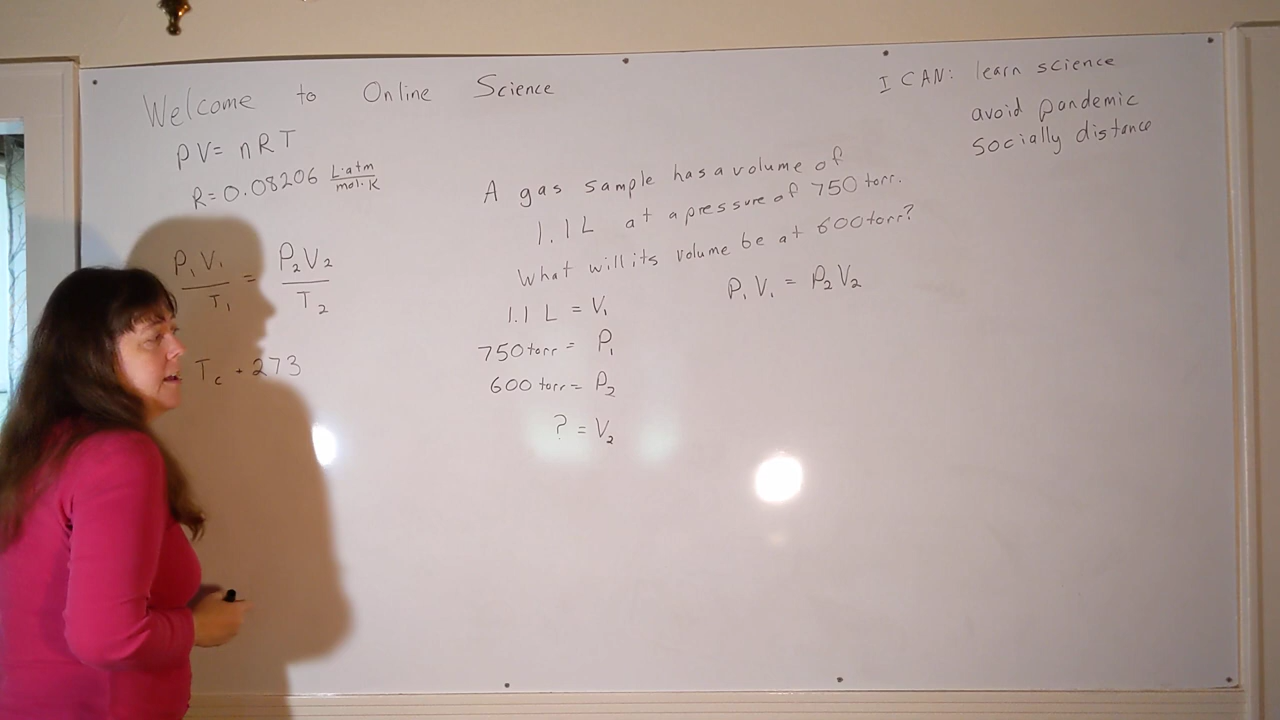 Welcome to Online Science
PV = nRT
R = 0.08206 L·atm / mol·K
P₁V₁ / T₁ = P₂V₂ / T₂
T꜀ + 273
I CAN: learn science
avoid pandemic
socially distance
A gas sample has a volume of
1.1 L at a pressure of 750 torr.
What will its volume be at 600 torr?
1.1 L = V₁
750 torr = P₁
600 torr = P₂
? = V₂
P₁V₁ = P₂V₂